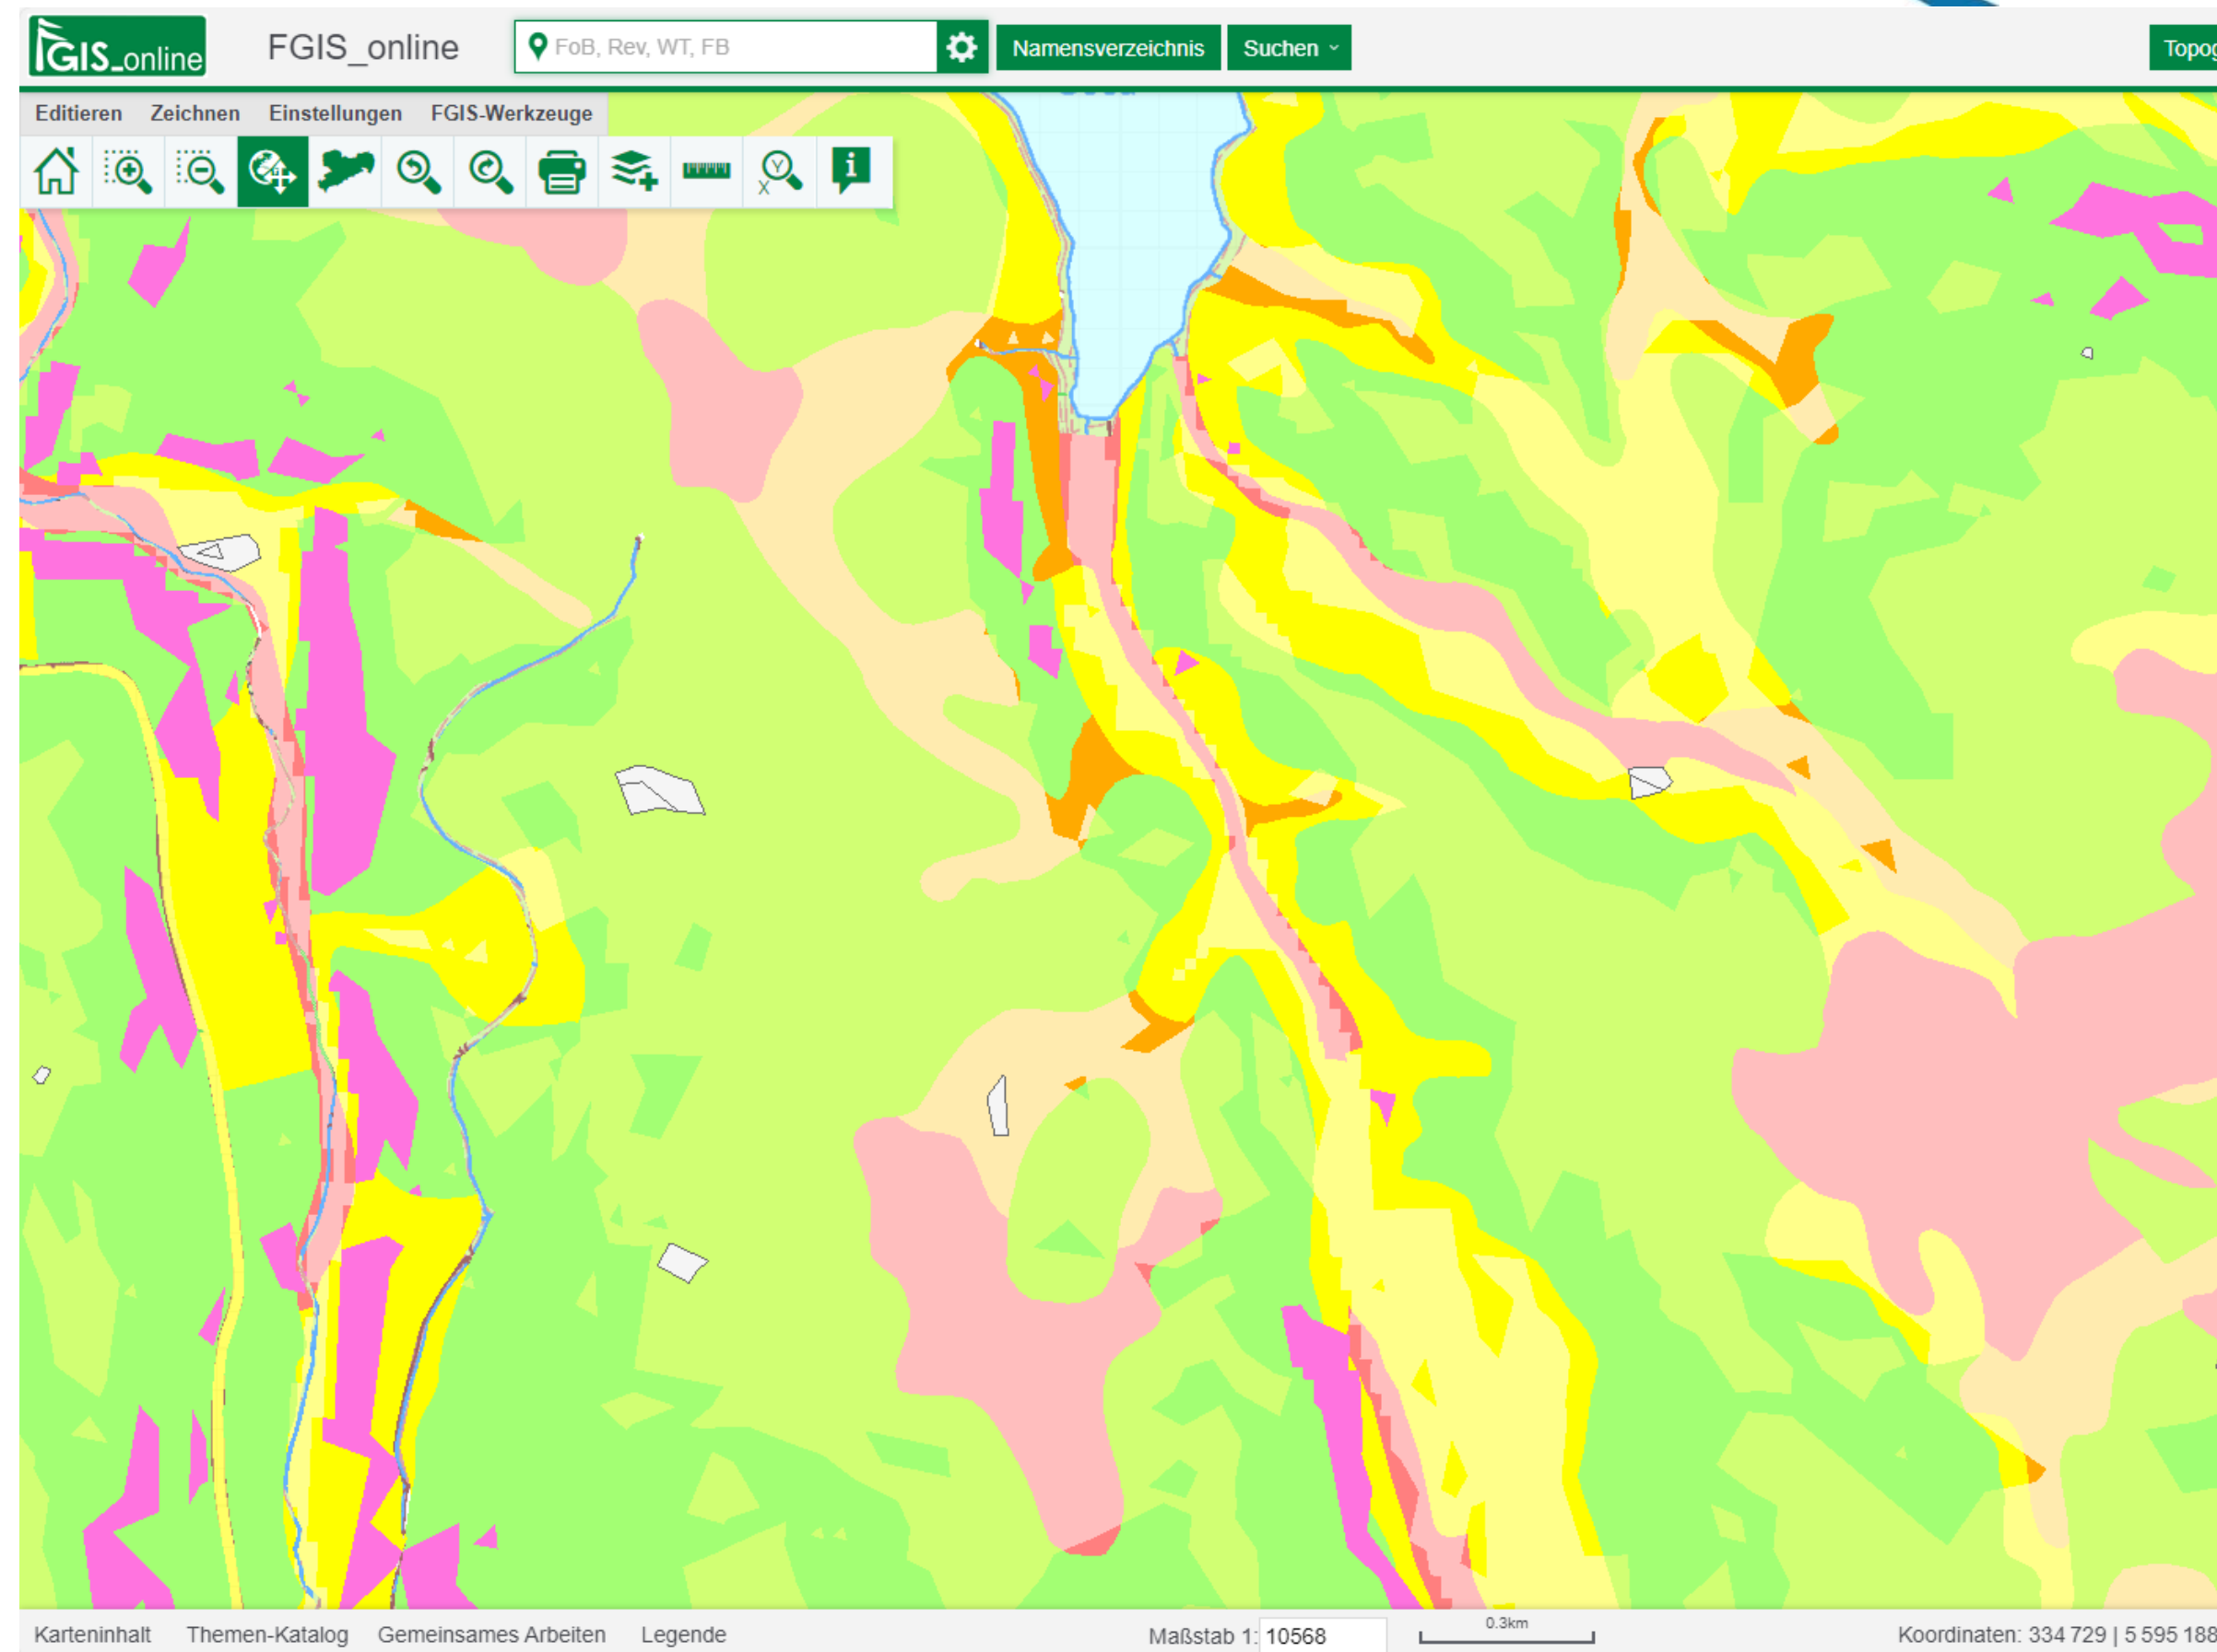 GIS_online
FGIS_online
FoB, Rev, WT, FB
Namensverzeichnis
Suchen
Editieren
Zeichnen
Einstellungen
FGIS-Werkzeuge
Karteninhalt
Themen-Katalog
Gemeinsames Arbeiten
Legende
Maßstab 1: 10568
0.3km
Koordinaten: 334 729 | 5 595 188